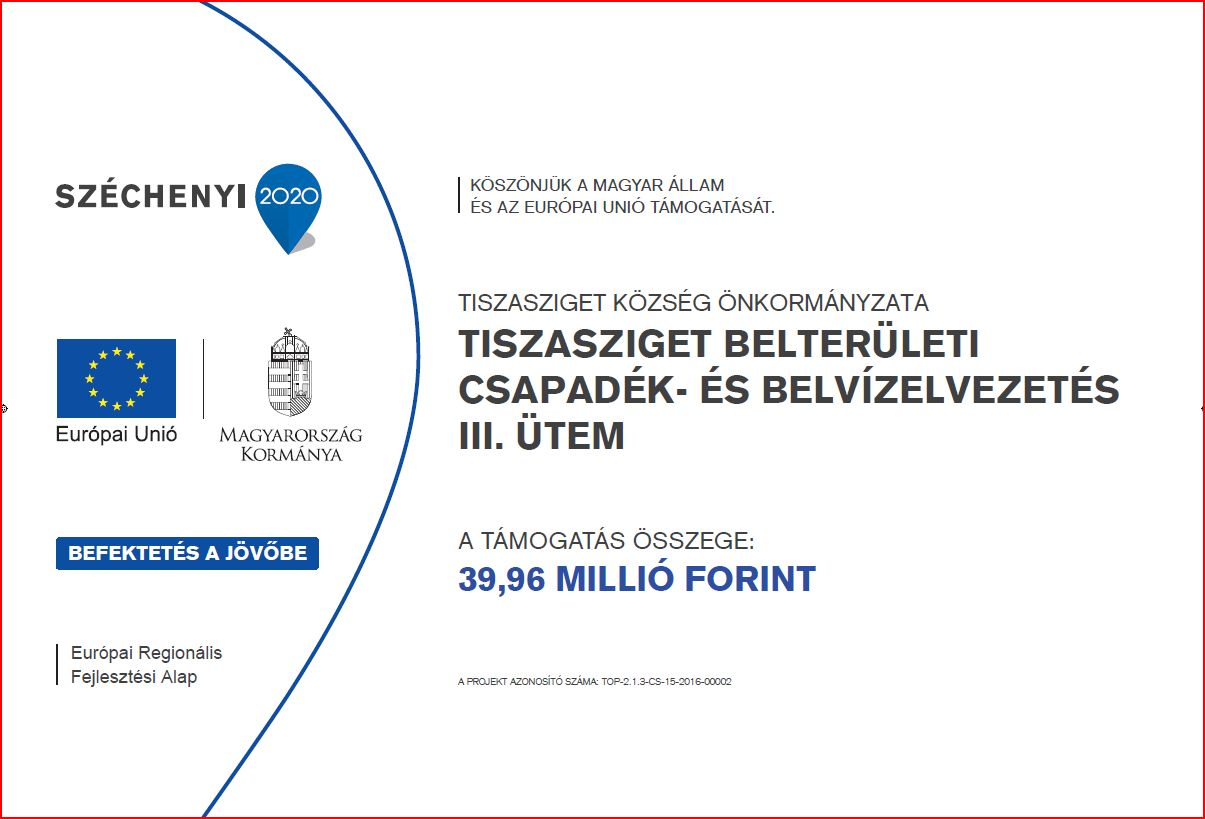 SZÉCHENYI 2020
Európai Unió
MAGYARORSZÁG
KORMÁNYA
BEFEKTETÉS A JÖVŐBE
Európai Regionális
Fejlesztési Alap
KÖSZÖNJÜK A MAGYAR ÁLLAM
ÉS AZ EURÓPAI UNIÓ TÁMOGATÁSÁT.
TISZASZIGET KÖZSÉG ÖNKORMÁNYZATA
TISZASZIGET BELTERÜLETI
CSAPADÉK- ÉS BELVÍZELVEZETÉS
III. ÜTEM
A TÁMOGATÁS ÖSSZEGE:
39,96 MILLIÓ FORINT
A PROJEKT AZONOSÍTÓ SZÁMA: TOP-2.1.3-CS-15-2016-00002